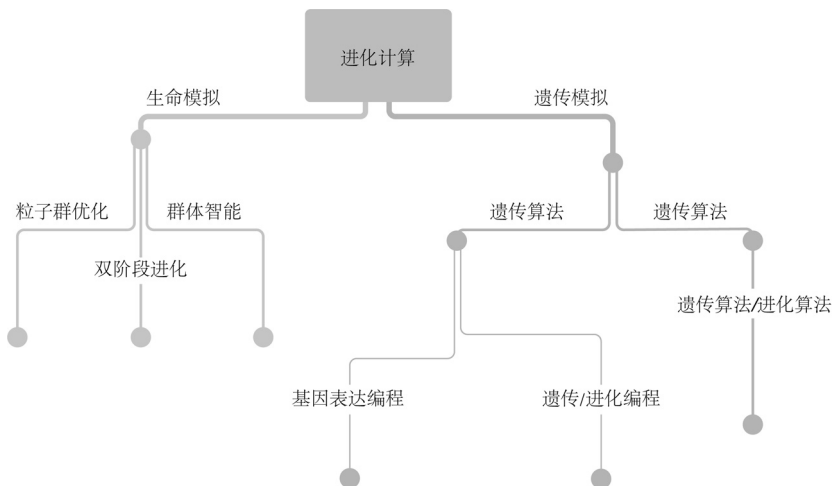 进化计算
生命模拟
遗传模拟
粒子群优化
群体智能
遗传算法
遗传算法
双阶段进化
遗传算法/进化算法
基因表达编程
遗传/进化编程